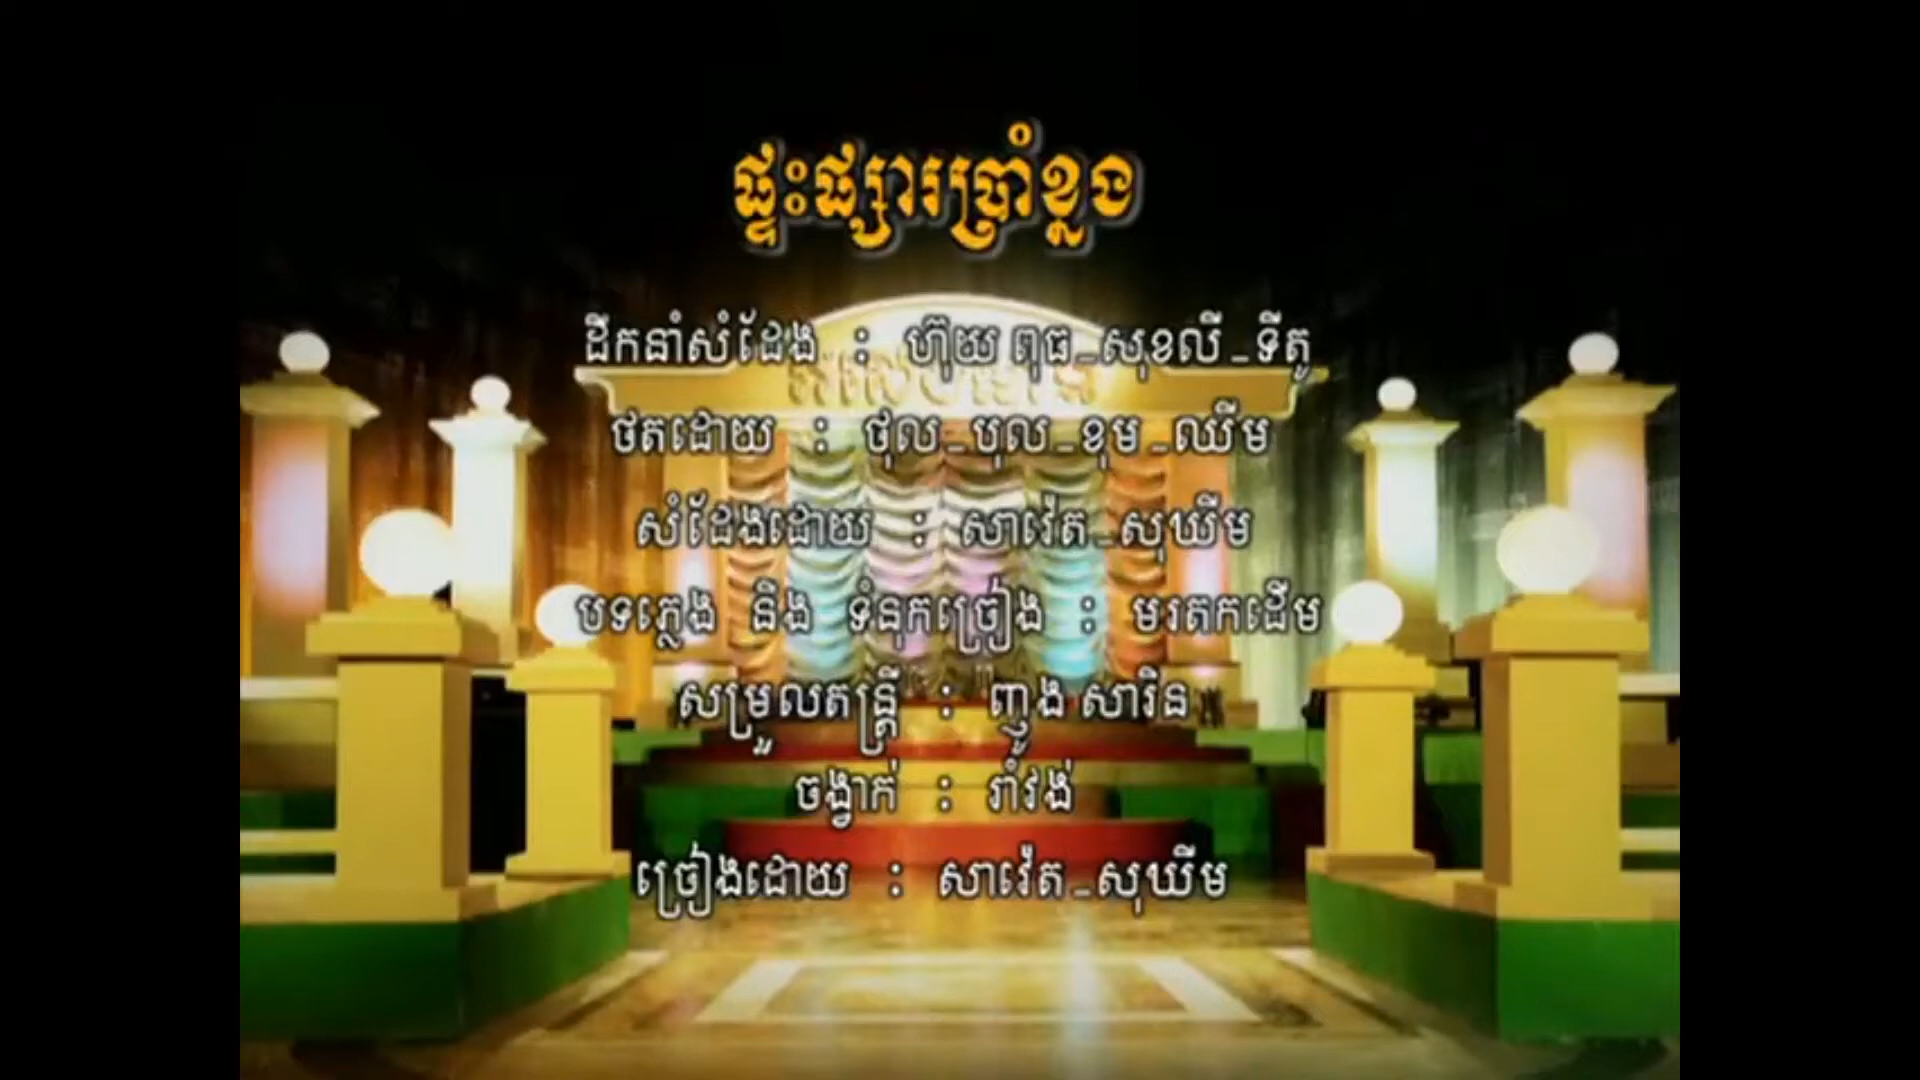 ផ្ទះផ្សារប្រាំខ្នង
ដឹកនាំសំដែង : ហ៊ុយ ពុធ_សុខលី_ទីតូ
ថតដោយ : ថុល_បុល_ខុម_ឈឹម
សំដែងដោយ : សាវ៉េត_សុឃីម
បទភ្លេង និង ទំនុកច្រៀង : មរតកដើម
សម្រួលតន្ត្រី : ញូង សារិន
ចង្វាក់ : រាំវង់
ច្រៀងដោយ : សាវ៉េត_សុឃីម